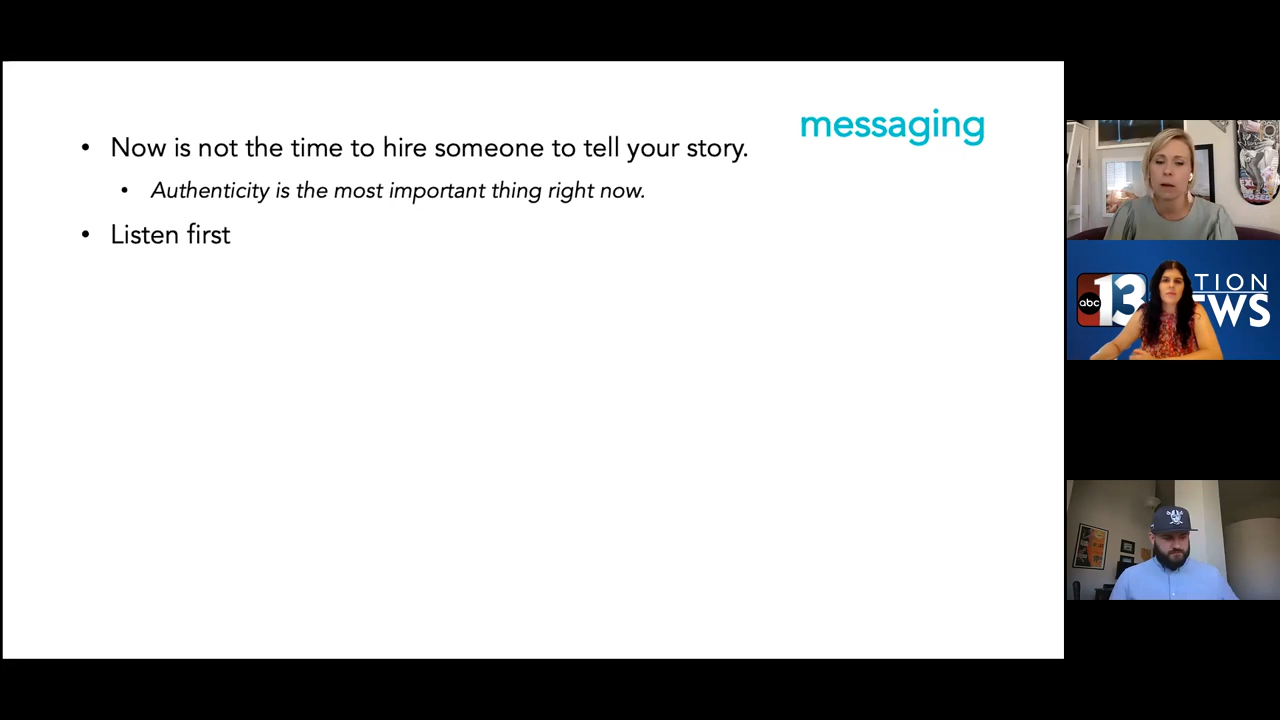 messaging
• Now is not the time to hire someone to tell your story.
• Authenticity is the most important thing right now.
• Listen first
abc 13
TION
EWS